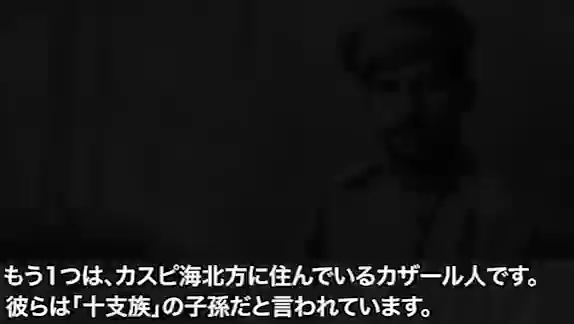 もう1つは、カスピ海北方に住んでいるカザール人です。
彼らは「十支族」の子孫だと言われています。